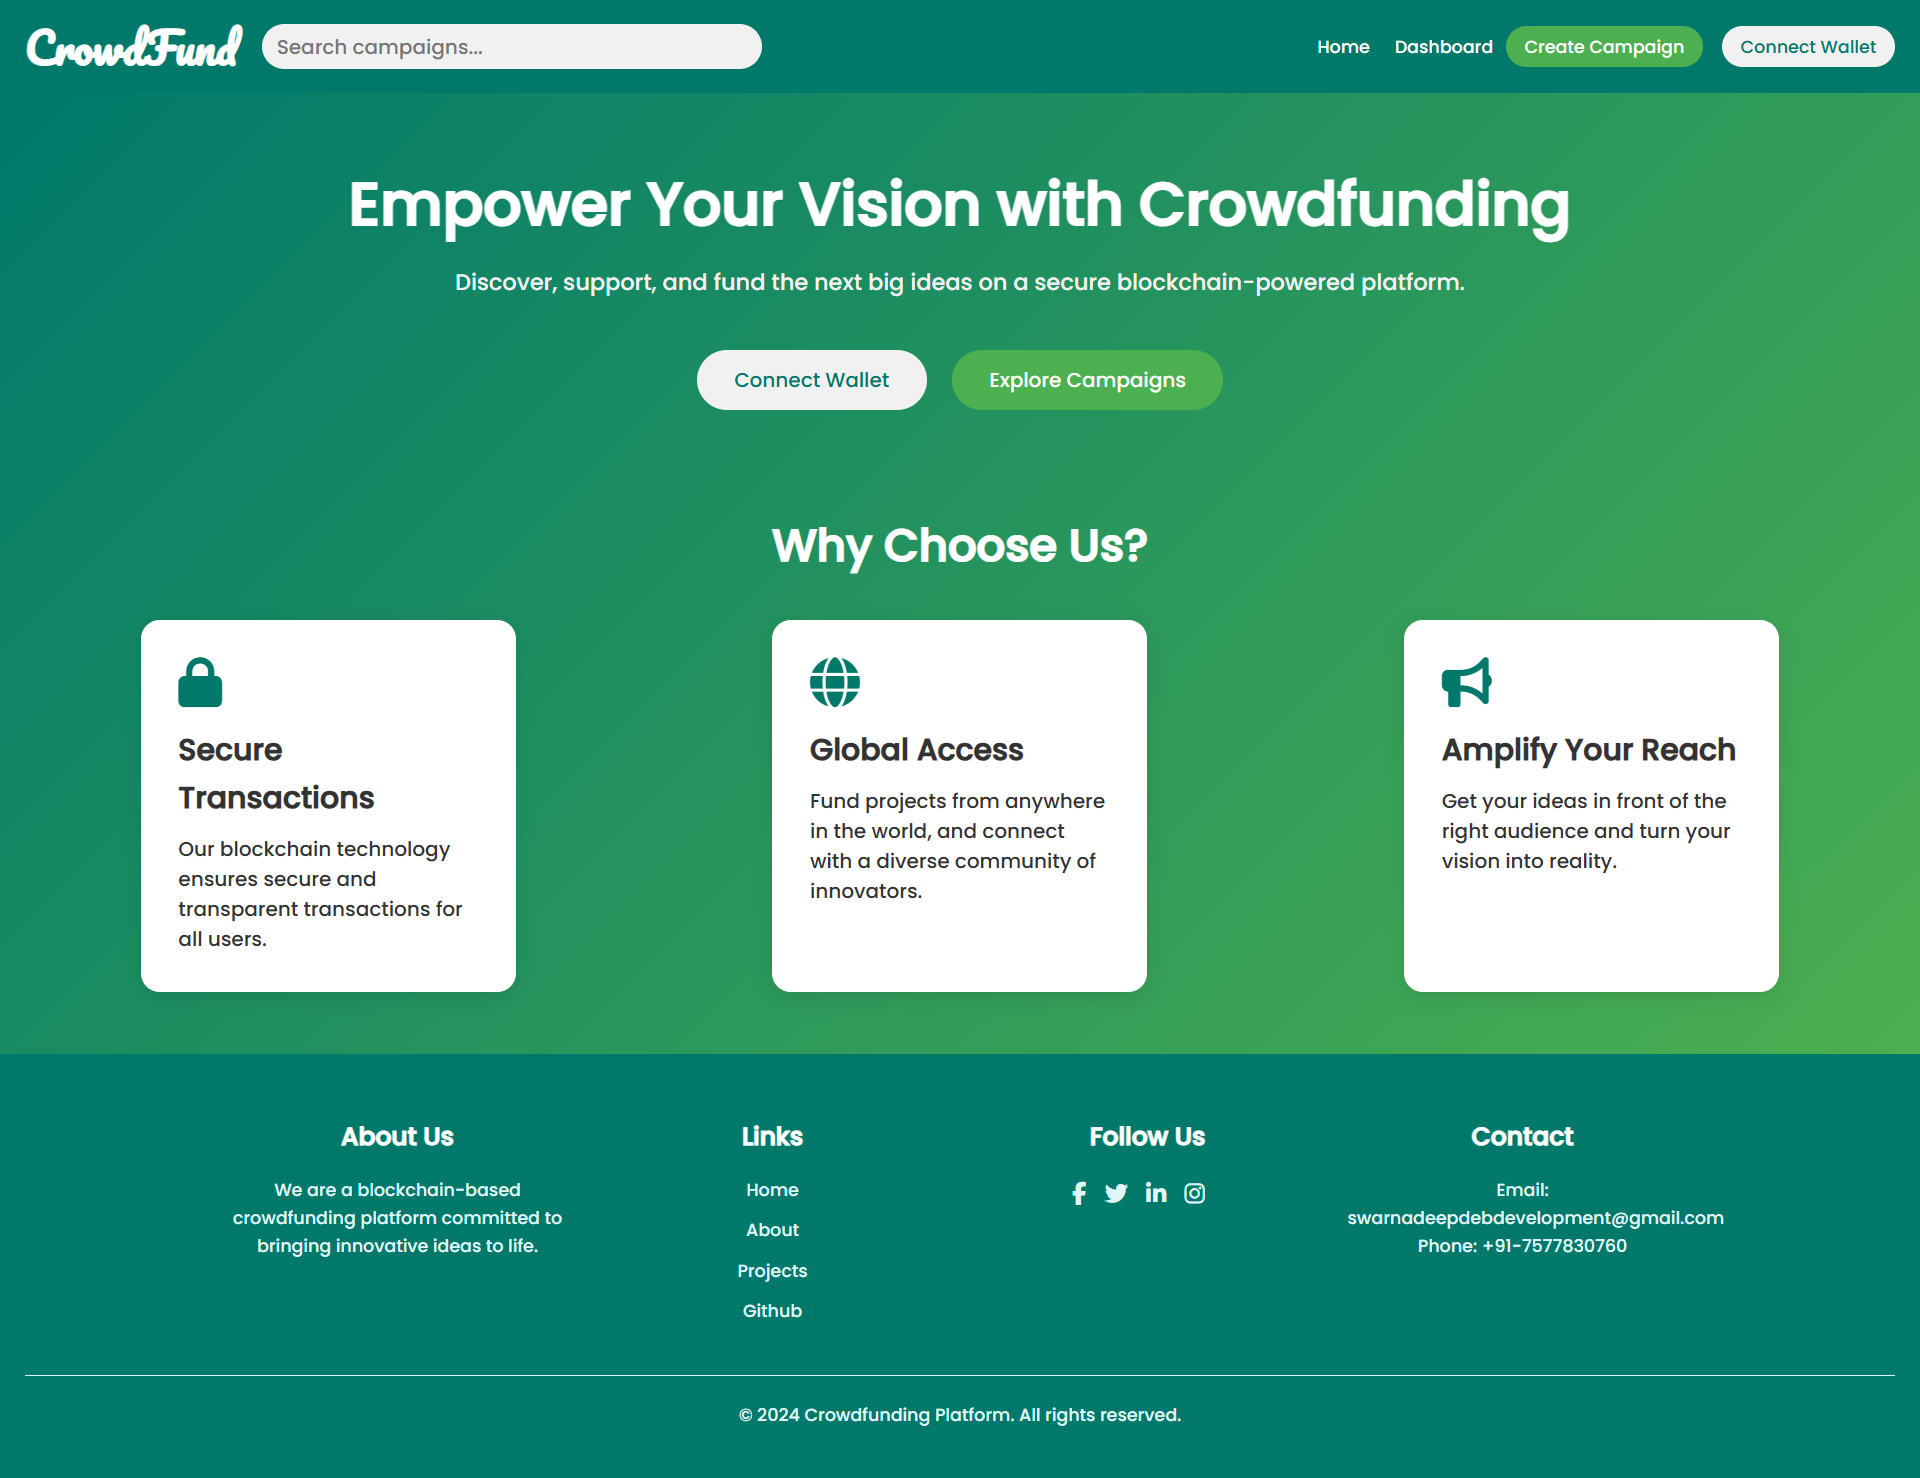 CrowdFund
Search campaigns...
Home
Dashboard
Create Campaign
Connect Wallet
Empower Your Vision with Crowdfunding
Discover, support, and fund the next big ideas on a secure blockchain-powered platform.
Connect Wallet
Explore Campaigns
Why Choose Us?
Secure
Transactions
Our blockchain technology
ensures secure and
transparent transactions for
all users.
Global Access
Fund projects from anywhere
in the world, and connect
with a diverse community of
innovators.
Amplify Your Reach
Get your ideas in front of the
right audience and turn your
vision into reality.
About Us
We are a blockchain-based
crowdfunding platform committed to
bringing innovative ideas to life.
Links
Home
About
Projects
Github
Follow Us
Contact
Email:
swarnadeepdebdevelopment@gmail.com
Phone: +91-7577830760
© 2024 Crowdfunding Platform. All rights reserved.